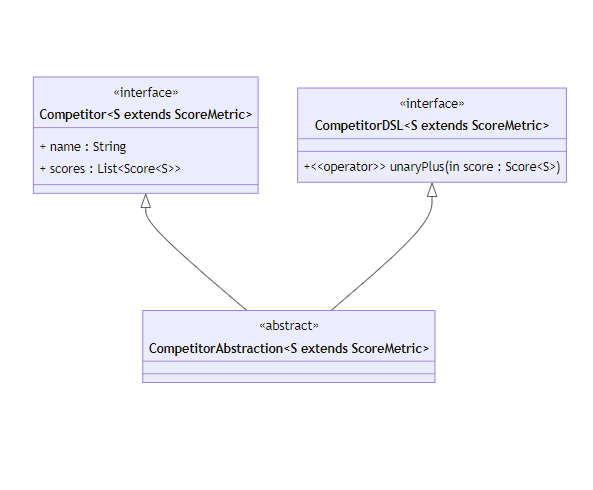 «interface»
Competitor<S extends ScoreMetric>
+ name : String
+ scores : List<Score<S>>
«interface»
CompetitorDSL<S extends ScoreMetric>
+<<operator>> unaryPlus(in score : Score<S>)
«abstract»
CompetitorAbstraction<S extends ScoreMetric>